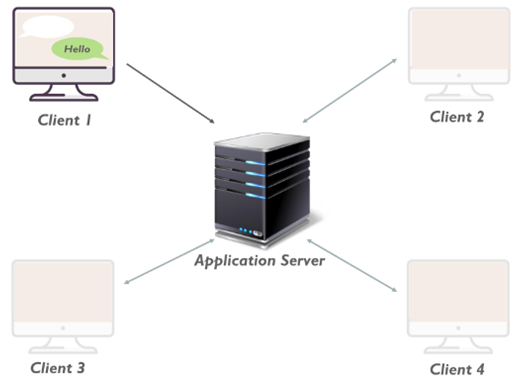 Hello
Client 1
Client 2
Application Server
Client 3
Client 4